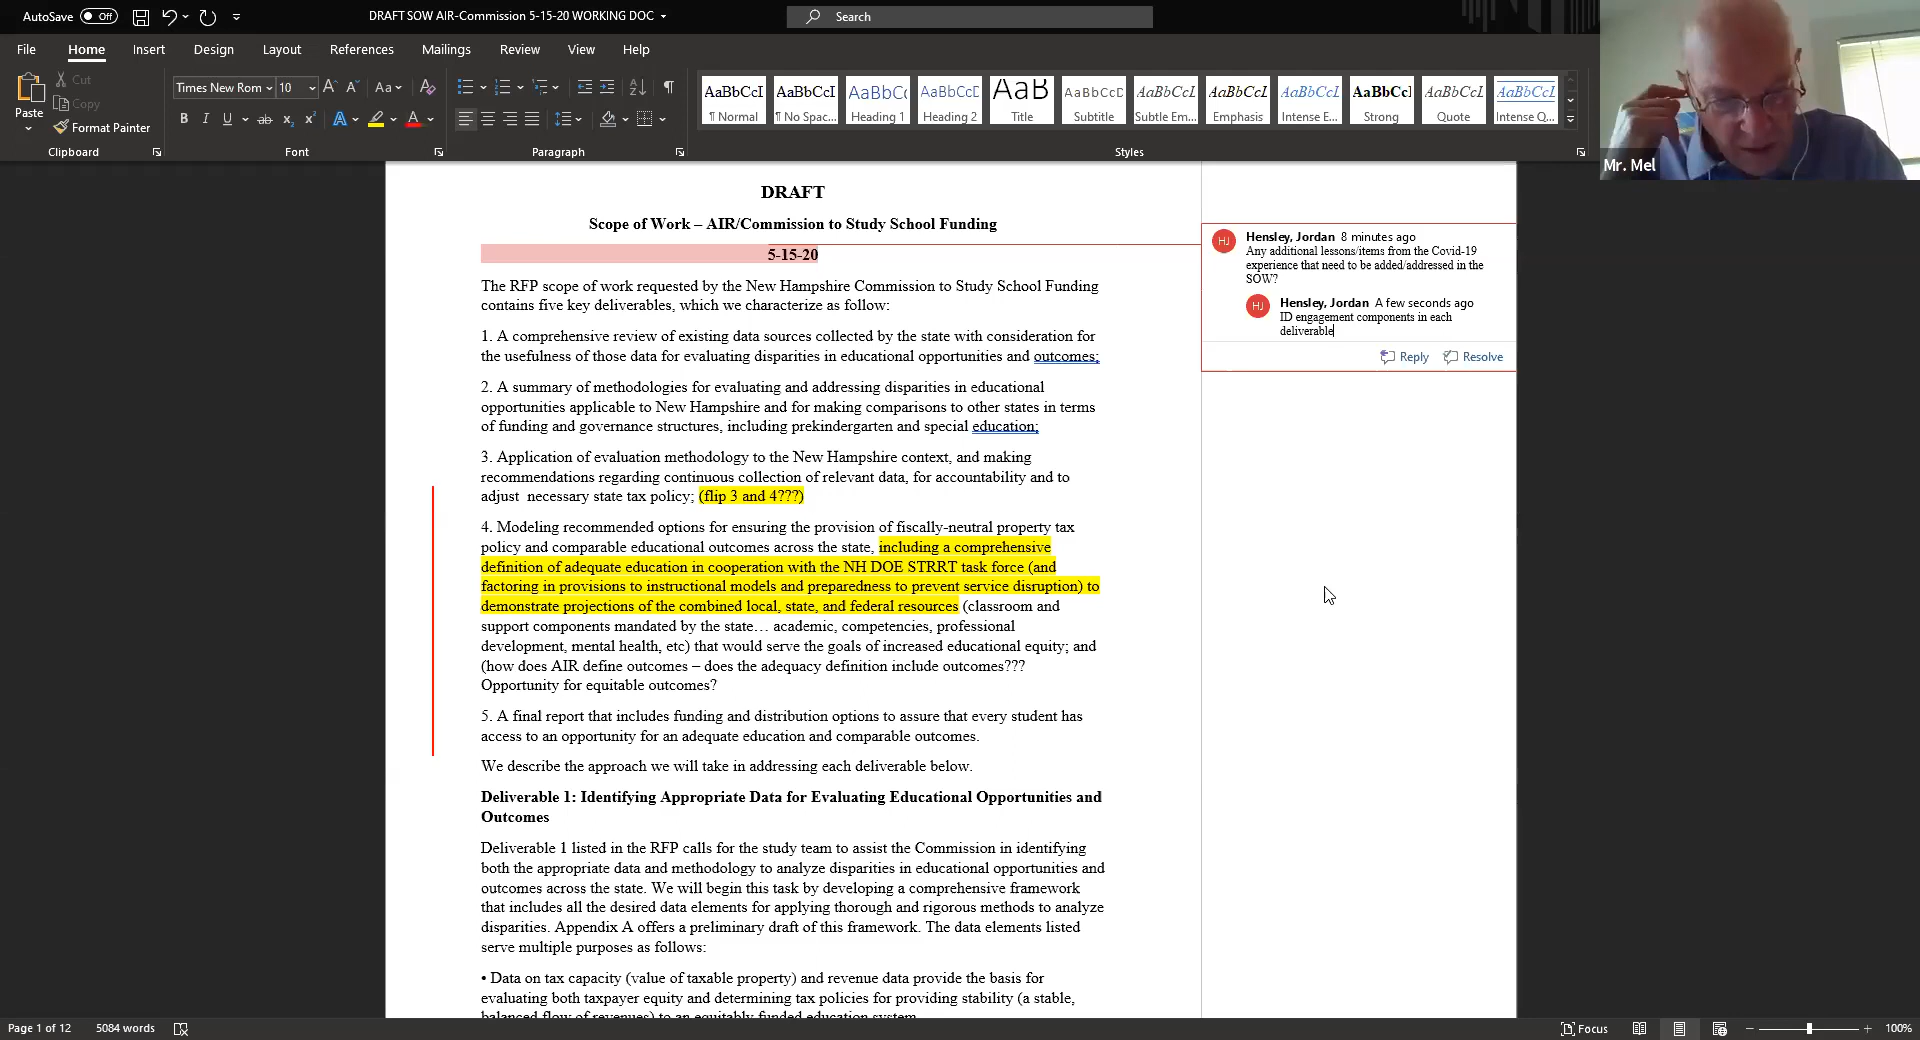 AutoSave Off DRAFT SOW AIR-Commission 5-15-20 WORKING DOC Search
File Home Insert Design Layout References Mailings Review View Help
Paste Cut Copy Format Painter
Times New Rom 10
AaBbCcI AaBbCcI AaBbC AaBbCcD AaB AaBbCcD AaBbCcL AaBbCcL AaBbCcL AaBbCcI AaBbCcL AaBbCcL
¶ Normal ¶ No Spac... Heading 1 Heading 2 Title Subtitle Subtle Em... Emphasis Intense E... Strong Quote Intense Q...
Clipboard Font Paragraph Styles
Mr. Mel
DRAFT
Scope of Work – AIR/Commission to Study School Funding
5-15-20
The RFP scope of work requested by the New Hampshire Commission to Study School Funding
contains five key deliverables, which we characterize as follow:
1. A comprehensive review of existing data sources collected by the state with consideration for
the usefulness of those data for evaluating disparities in educational opportunities and outcomes;
2. A summary of methodologies for evaluating and addressing disparities in educational
opportunities applicable to New Hampshire and for making comparisons to other states in terms
of funding and governance structures, including prekindergarten and special education;
3. Application of evaluation methodology to the New Hampshire context, and making
recommendations regarding continuous collection of relevant data, for accountability and to
adjust  necessary state tax policy; (flip 3 and 4???)
4. Modeling recommended options for ensuring the provision of fiscally-neutral property tax
policy and comparable educational outcomes across the state, including a comprehensive
definition of adequate education in cooperation with the NH DOE STRRT task force (and
factoring in provisions to instructional models and preparedness to prevent service disruption) to
demonstrate projections of the combined local, state, and federal resources (classroom and
support components mandated by the state… academic, competencies, professional
development, mental health, etc) that would serve the goals of increased educational equity; and
(how does AIR define outcomes – does the adequacy definition include outcomes???
Opportunity for equitable outcomes?
5. A final report that includes funding and distribution options to assure that every student has
access to an opportunity for an adequate education and comparable outcomes.
We describe the approach we will take in addressing each deliverable below.
Deliverable 1: Identifying Appropriate Data for Evaluating Educational Opportunities and
Outcomes
Deliverable 1 listed in the RFP calls for the study team to assist the Commission in identifying
both the appropriate data and methodology to analyze disparities in educational opportunities and
outcomes across the state. We will begin this task by developing a comprehensive framework
that includes all the desired data elements for applying thorough and rigorous methods to analyze
disparities. Appendix A offers a preliminary draft of this framework. The data elements listed
serve multiple purposes as follows:
• Data on tax capacity (value of taxable property) and revenue data provide the basis for
evaluating both taxpayer equity and determining tax policies for providing stability (a stable,
balanced flow of revenues) to an equitably funded education system
HJ Hensley, Jordan 8 minutes ago
Any additional lessons/items from the Covid-19
experience that need to be added/addressed in the
SOW?
HJ Hensley, Jordan A few seconds ago
ID engagement components in each
deliverable
Reply Resolve
Page 1 of 12 5084 words Focus 100%